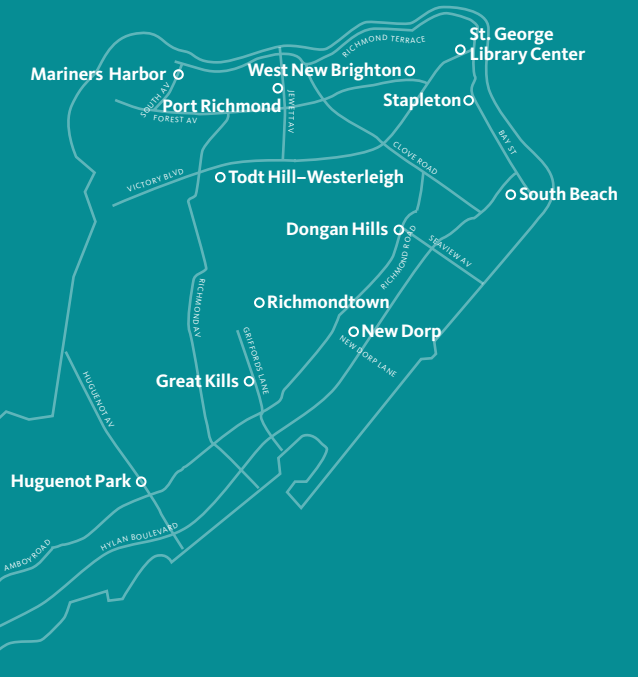 RICHMOND TERRACE
St. George
Library Center
Mariners Harbor
West New Brighton
SOUTH AV
Port Richmond
JEWETT AV
Stapleton
FOREST AV
BAY ST
CLOVE ROAD
VICTORY BLVD
Todt Hill–Westerleigh
South Beach
Dongan Hills
SEAVIEW AV
RICHMOND ROAD
RICHMOND AV
Richmondtown
New Dorp
NEW DORP LANE
GRIFFORDS LANE
Great Kills
HUGUENOT AV
Huguenot Park
HYLAN BOULEVARD
AMBOY ROAD